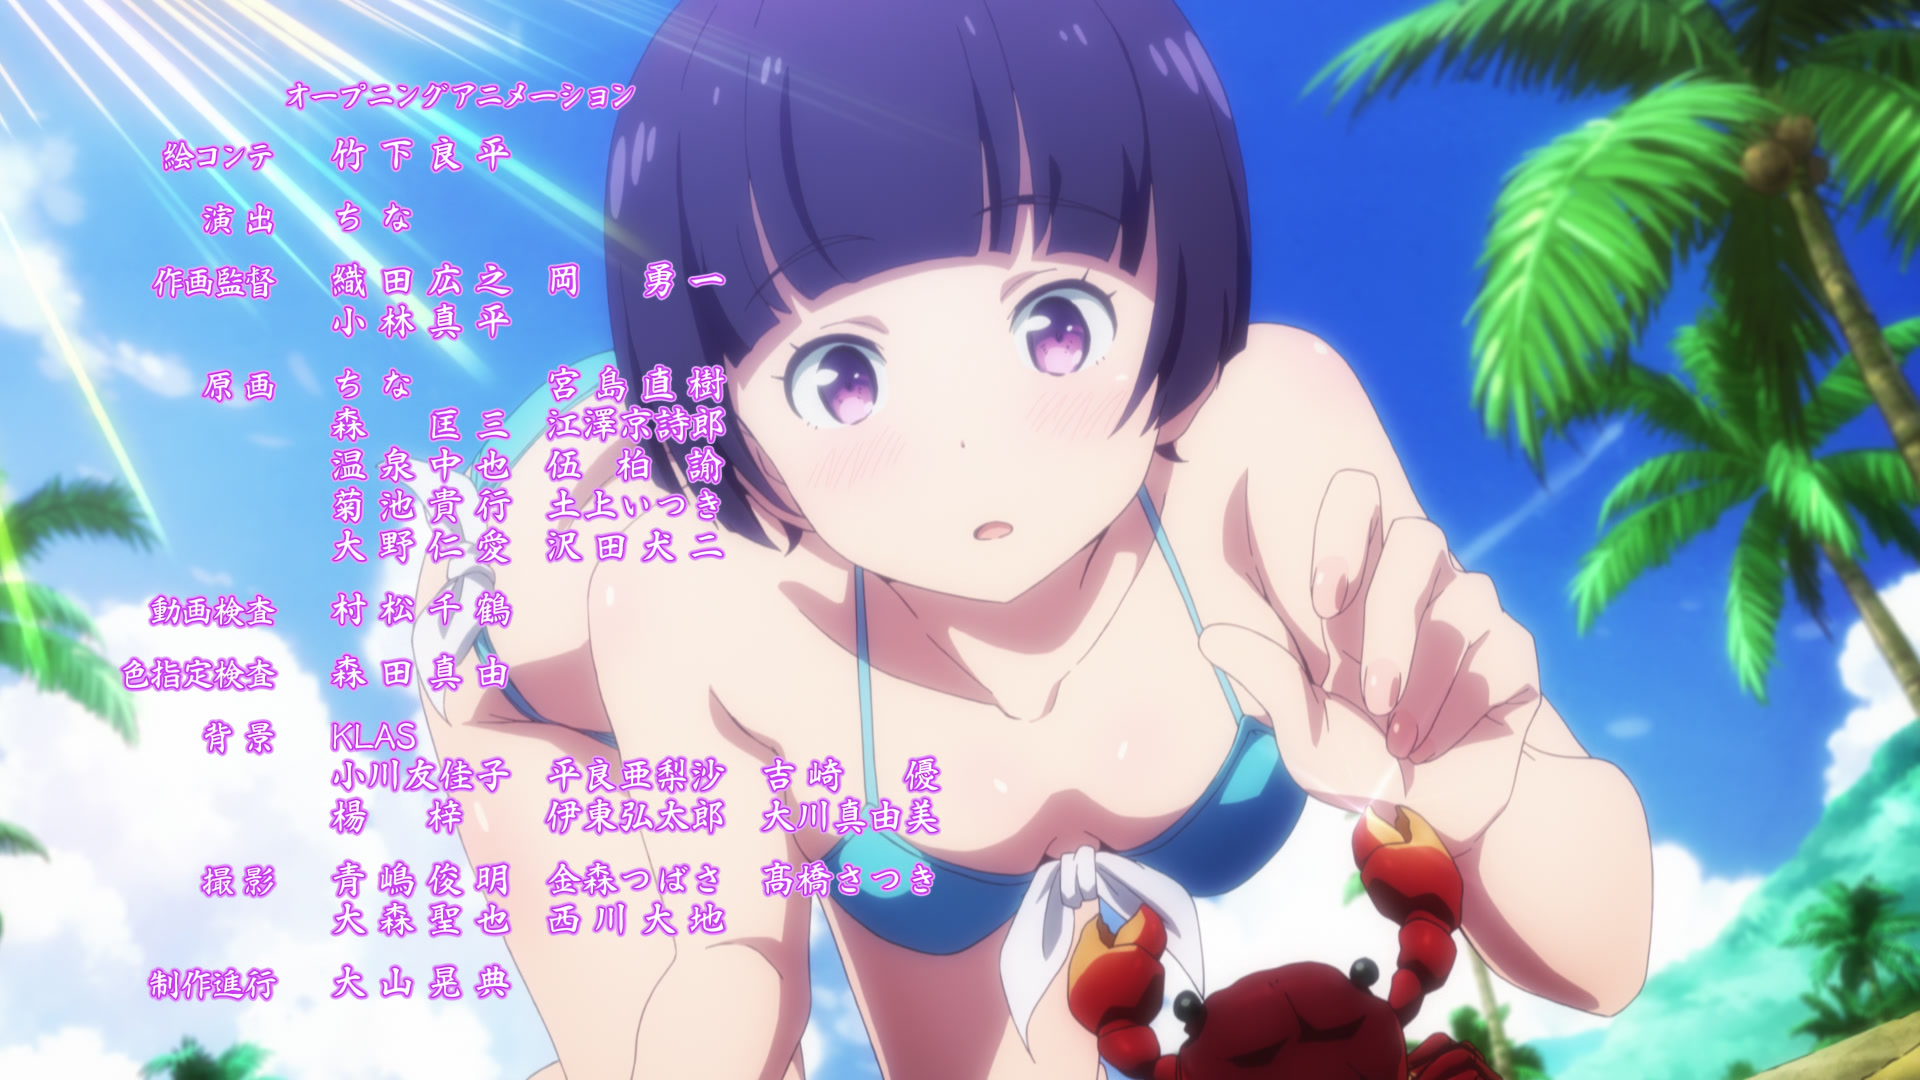 オープニングアニメーション
絵コンテ 竹下良平
演出 ちな
作画監督 織田広之 岡 勇一
小林真平
原画 ちな 宮島直樹
森 匡三 江澤京詩郎
温泉中也 伍柏諭
菊池貴行 土上いつき
大野仁愛 沢田犬二
動画検査 村松千鶴
色指定検査 森田真由
背景 KLAS
小川友佳子 平良亜梨沙 吉崎 優
楊 梓 伊東弘太郎 大川真由美
撮影 青嶋俊明 金森つばさ 髙橋さつき
大森聖也 西川大地
制作進行 大山晃典